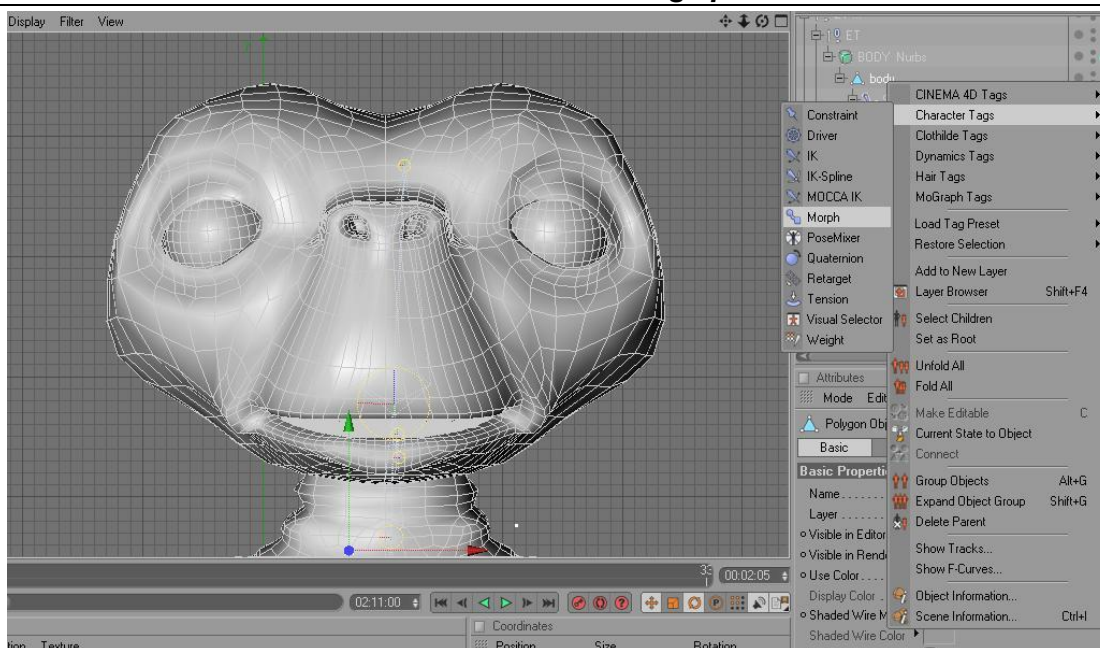 Display Filter View
ET
BODY Nurbs
body
CINEMA 4D Tags
Character Tags
Clothilde Tags
Dynamics Tags
Hair Tags
MoGraph Tags
Load Tag Preset
Restore Selection
Add to New Layer
Layer Browser Shift+F4
Select Children
Set as Root
Unfold All
Fold All
Make Editable C
Current State to Object
Connect
Group Objects Alt+G
Expand Object Group Shift+G
Delete Parent
Show Tracks...
Show F-Curves...
Object Information...
Scene Information... Ctrl+I
Constraint
Driver
IK
IK-Spline
MOCCA IK
Morph
PoseMixer
Quaternion
Retarget
Tension
Visual Selector
Weight
Attributes
Mode Edit
Polygon Obj
Basic
Basic Properti
Name
Layer
Visible in Editor
Visible in Rend
Use Color
Display Color
Shaded Wire M
Shaded Wire Color
00:02:05
02:11:00
Coordinates
Texture
Position Size Rotation